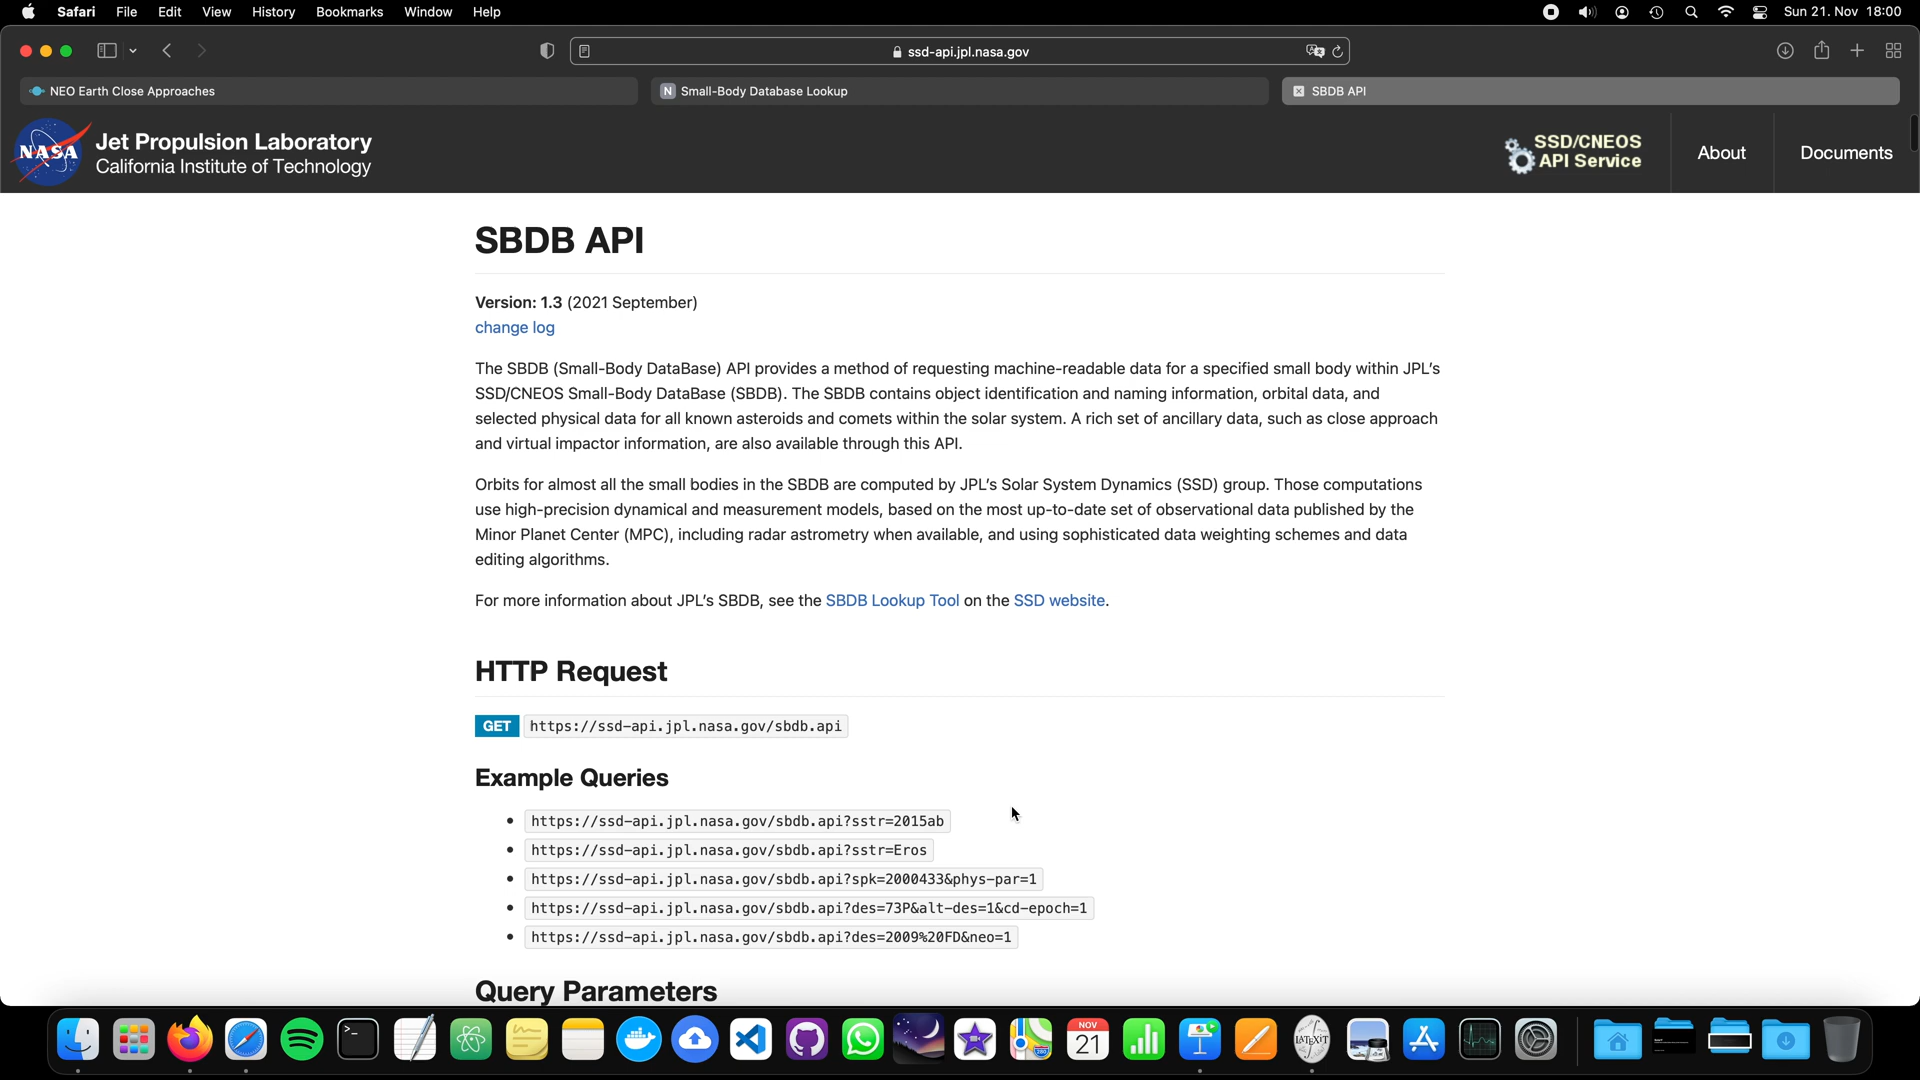 Safari File Edit View History Bookmarks Window Help Sun 21. Nov 18:00
ssd-api.jpl.nasa.gov
NEO Earth Close Approaches
N Small-Body Database Lookup
SBDB API
NASA
Jet Propulsion Laboratory
California Institute of Technology
SSD/CNEOS
API Service
About
Documents
SBDB API
Version: 1.3 (2021 September)
change log
The SBDB (Small-Body DataBase) API provides a method of requesting machine-readable data for a specified small body within JPL's
SSD/CNEOS Small-Body DataBase (SBDB). The SBDB contains object identification and naming information, orbital data, and
selected physical data for all known asteroids and comets within the solar system. A rich set of ancillary data, such as close approach
and virtual impactor information, are also available through this API.
Orbits for almost all the small bodies in the SBDB are computed by JPL's Solar System Dynamics (SSD) group. Those computations
use high-precision dynamical and measurement models, based on the most up-to-date set of observational data published by the
Minor Planet Center (MPC), including radar astrometry when available, and using sophisticated data weighting schemes and data
editing algorithms.
For more information about JPL's SBDB, see the SBDB Lookup Tool on the SSD website.
HTTP Request
GET https://ssd-api.jpl.nasa.gov/sbdb.api
Example Queries
https://ssd-api.jpl.nasa.gov/sbdb.api?sstr=2015ab
https://ssd-api.jpl.nasa.gov/sbdb.api?sstr=Eros
https://ssd-api.jpl.nasa.gov/sbdb.api?spk=2000433&phys-par=1
https://ssd-api.jpl.nasa.gov/sbdb.api?des=73P&alt-des=1&cd-epoch=1
https://ssd-api.jpl.nasa.gov/sbdb.api?des=2009%20FD&neo=1
Query Parameters
NOV
21
LATEXIT